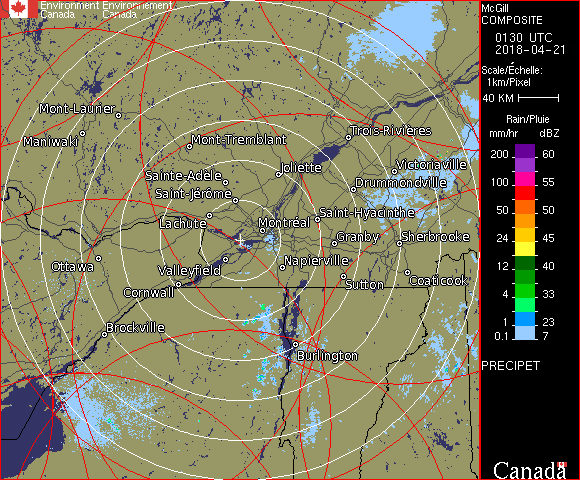 Environment Environnement
Canada Canada
McGill
COMPOSITE
0130 UTC
2018-04-21
Scale/Échelle:
1km/Pixel
40 KM
Rain/Pluie
mm/hr dBZ
200 60
100 55
50 50
24 45
12 40
4 33
1 23
0.1 7
PRECIPET
Canada
Mont-Laurier
Maniwaki
Mont-Tremblant
Trois-Rivières
Sainte-Adèle
Joliette
Victoriaville
Saint-Jérôme
Drummondville
Lachute
Montréal
Saint-Hyacinthe
Granby
Sherbrooke
Ottawa
Valleyfield
Napierville
Cornwall
Sutton
Coaticook
Brockville
Burlington